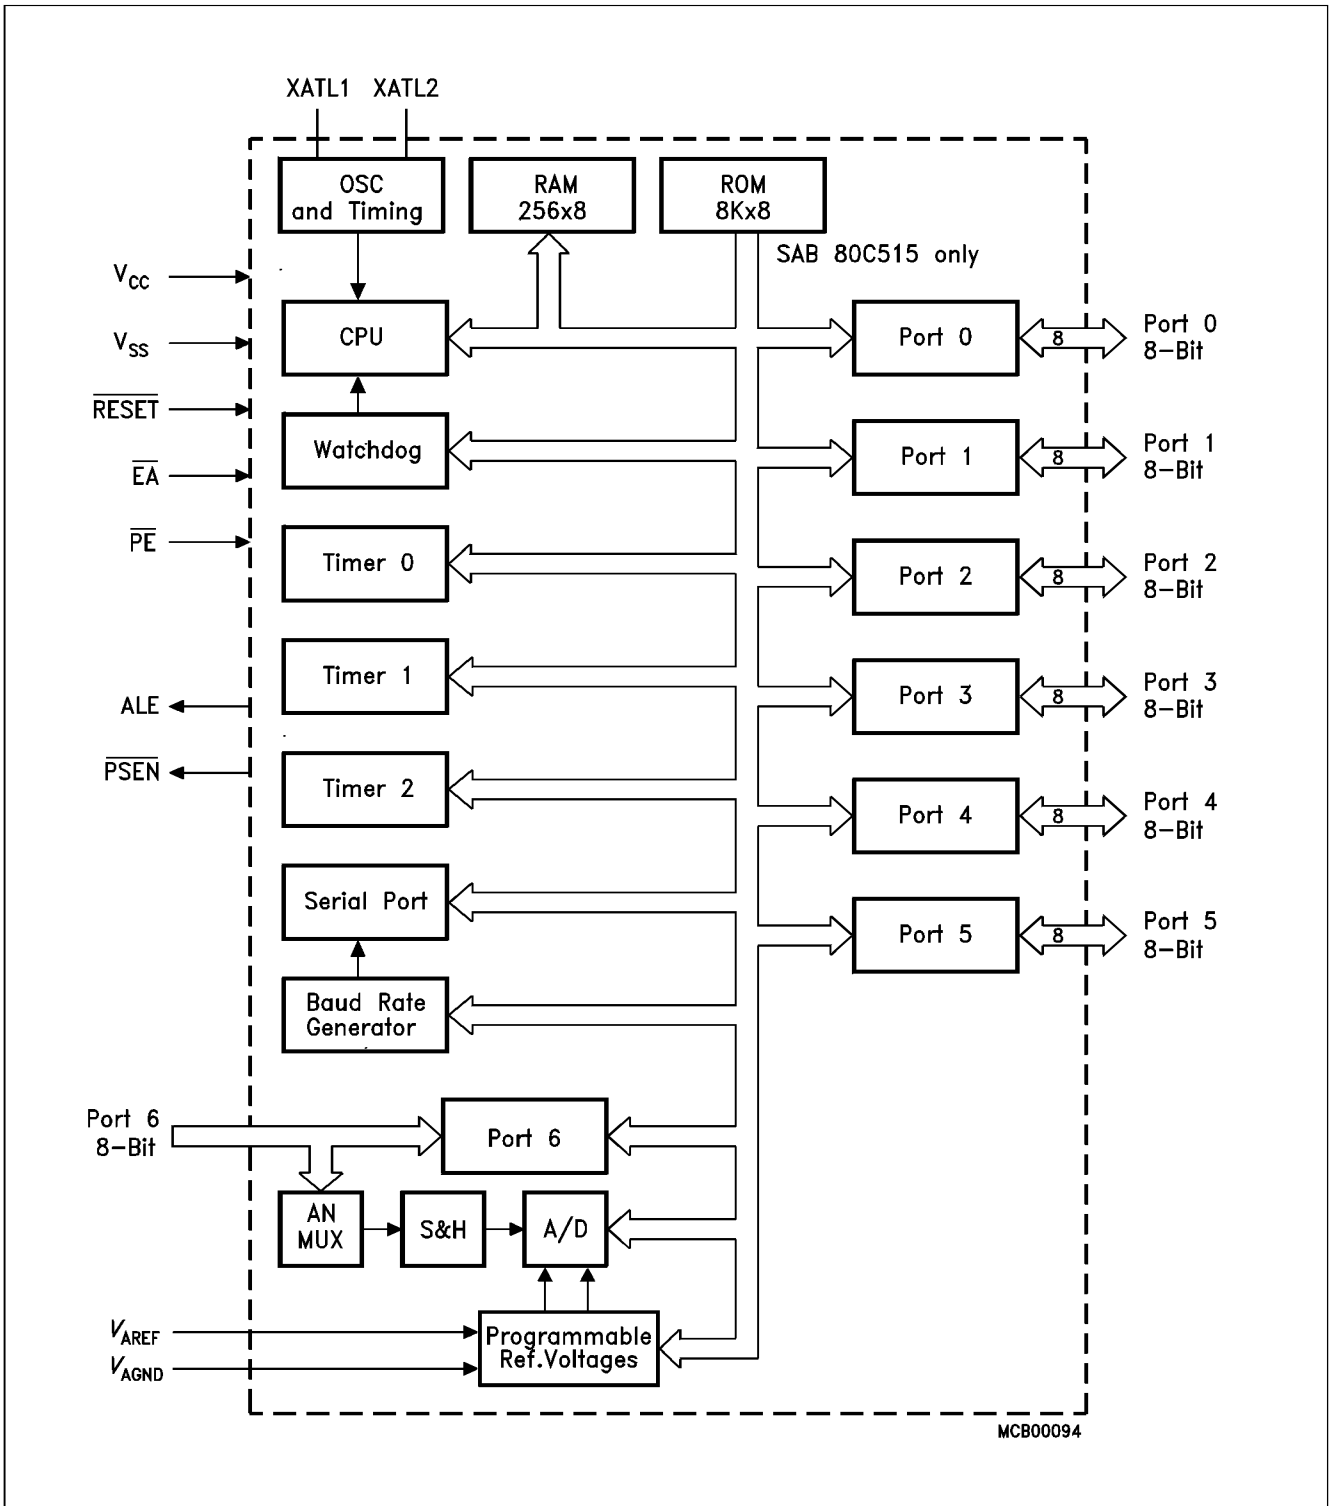 XATL1 XATL2
OSC
and Timing
RAM
256x8
ROM
8Kx8
SAB 80C515 only
VCC
VSS
RESET
EA
PE
ALE
PSEN
CPU
Watchdog
Timer 0
Timer 1
Timer 2
Serial Port
Baud Rate
Generator
Port 0
8
Port 0
8-Bit
Port 1
8
Port 1
8-Bit
Port 2
8
Port 2
8-Bit
Port 3
8
Port 3
8-Bit
Port 4
8
Port 4
8-Bit
Port 5
8
Port 5
8-Bit
Port 6
8-Bit
Port 6
AN
MUX
S&H
A/D
VAREF
VAGND
Programmable
Ref.Voltages
MCB00094